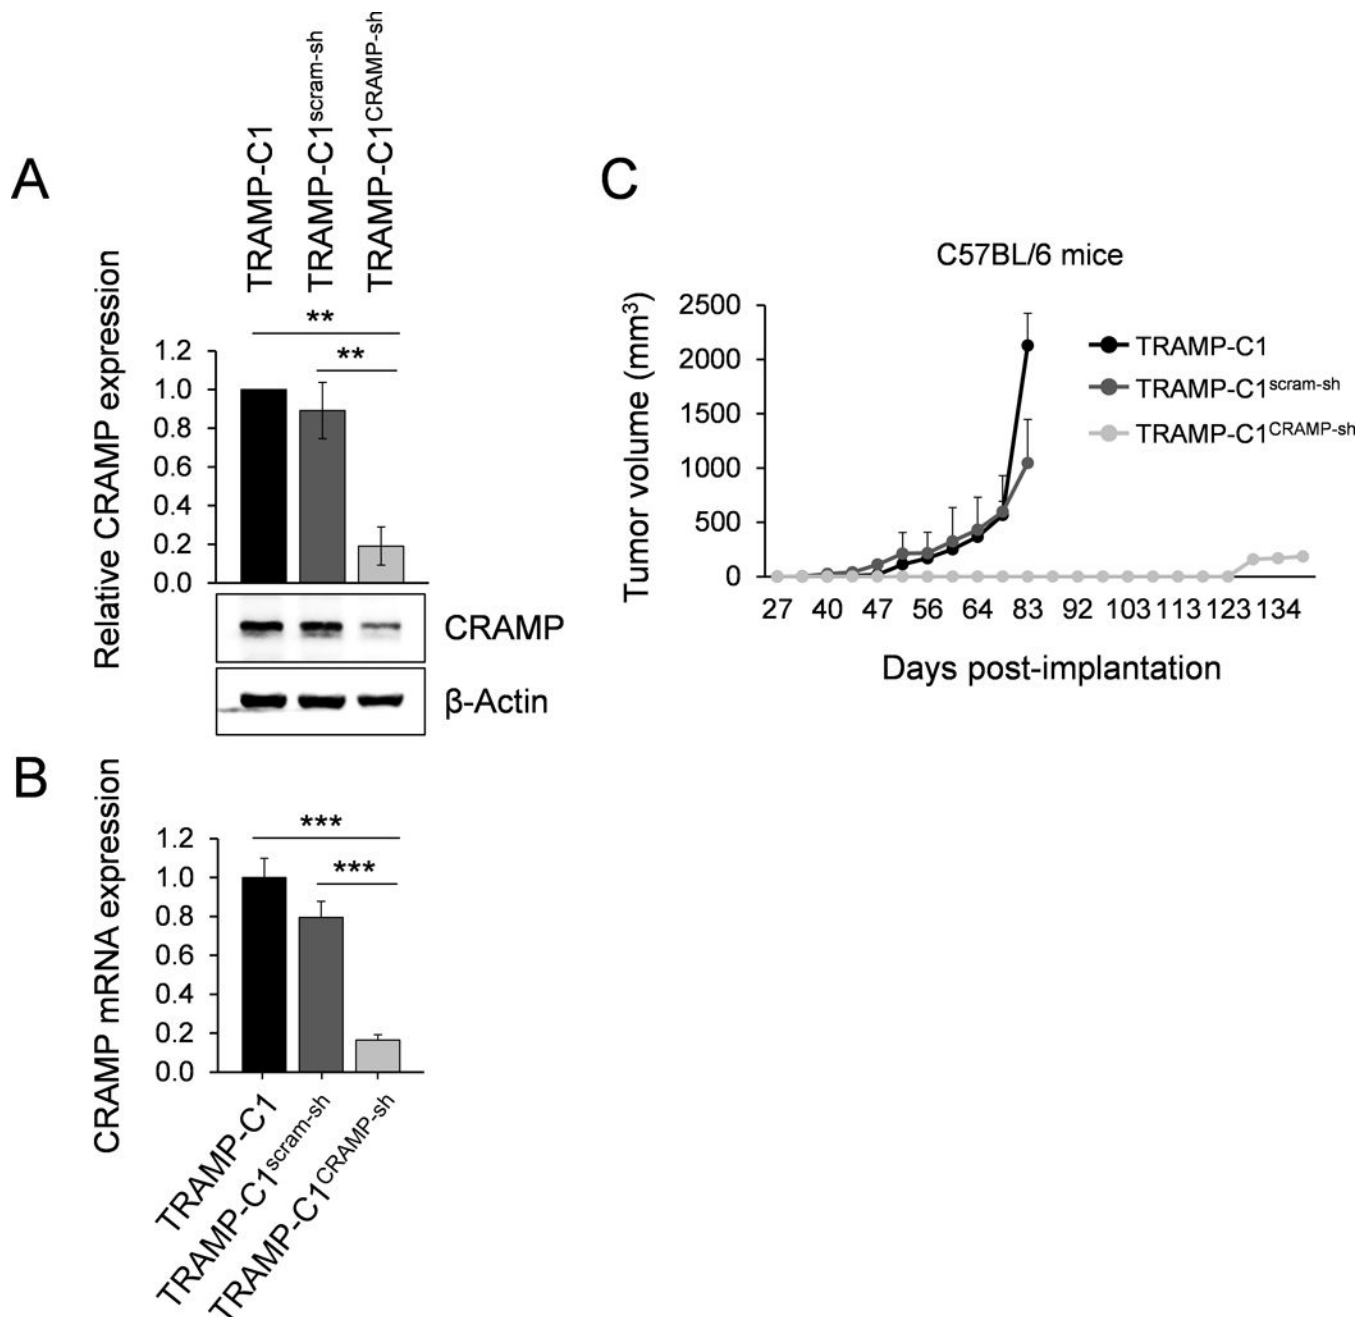 A
TRAMP-C1
TRAMP-C1scram-sh
TRAMP-C1CRAMP-sh
Relative CRAMP expression
**
**
1.2
1.0
0.8
0.6
0.4
0.2
0.0
CRAMP
β-Actin
B
CRAMP mRNA expression
***
***
1.2
1.0
0.8
0.6
0.4
0.2
0.0
TRAMP-C1
TRAMP-C1scram-sh
TRAMP-C1CRAMP-sh
C
C57BL/6 mice
Tumor volume (mm3)
2500
2000
1500
1000
500
0
TRAMP-C1
TRAMP-C1scram-sh
TRAMP-C1CRAMP-sh
27 40 47 56 64 83 92 103 113 123 134
Days post-implantation